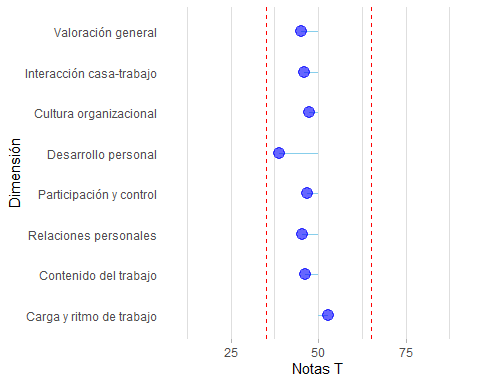 Valoración general
Interacción casa-trabajo
Cultura organizacional
Desarrollo personal
Participación y control
Relaciones personales
Contenido del trabajo
Carga y ritmo de trabajo
Dimensión
25 50 75
Notas T